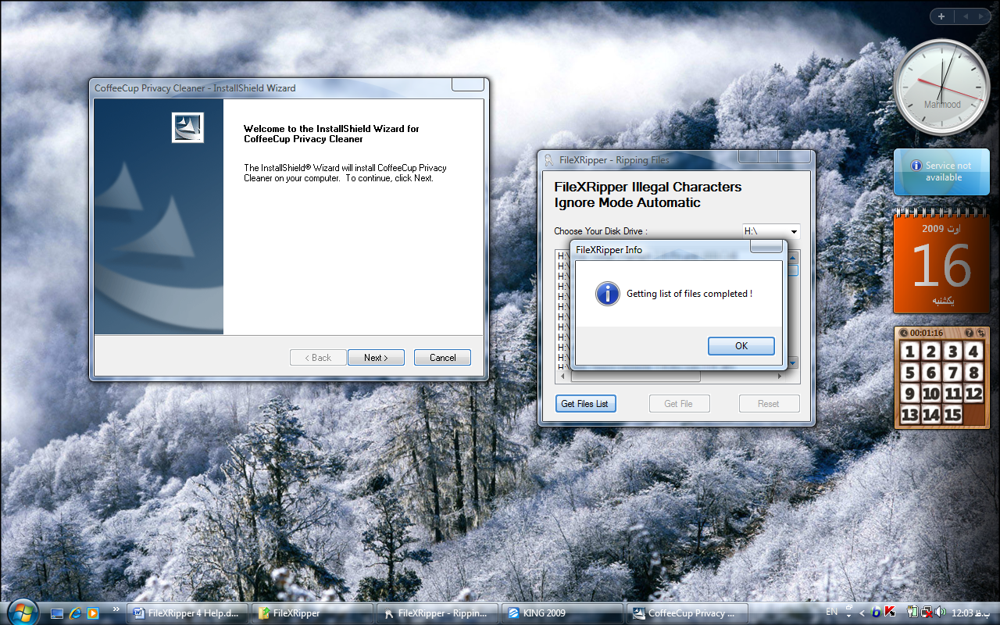 CoffeeCup Privacy Cleaner - InstallShield Wizard
Welcome to the InstallShield Wizard for
CoffeeCup Privacy Cleaner
The InstallShield® Wizard will install CoffeeCup Privacy
Cleaner on your computer. To continue, click Next.
< Back
Next >
Cancel
FileXRipper - Ripping Files
FileXRipper Illegal Characters
Ignore Mode Automatic
Choose Your Disk Drive :
H:\
FileXRipper Info
Getting list of files completed !
OK
H:\
H:\
H:\
H:\
H:\
H:\
H:\
H:\
H:\
H:\
H:\
H:\
Get Files List
Get File
Reset
Mahmood
Service not
available
اوت 2009
16
یکشنبه
00:01:16
1 2 3 4
5 6 7 8
9 10 11 12
13 14 15
FileXRipper 4 Help.d...
FileXRipper
FileXRipper - Rippin...
KING 2009
CoffeeCup Privacy ...
EN
12:03 ب.ظ